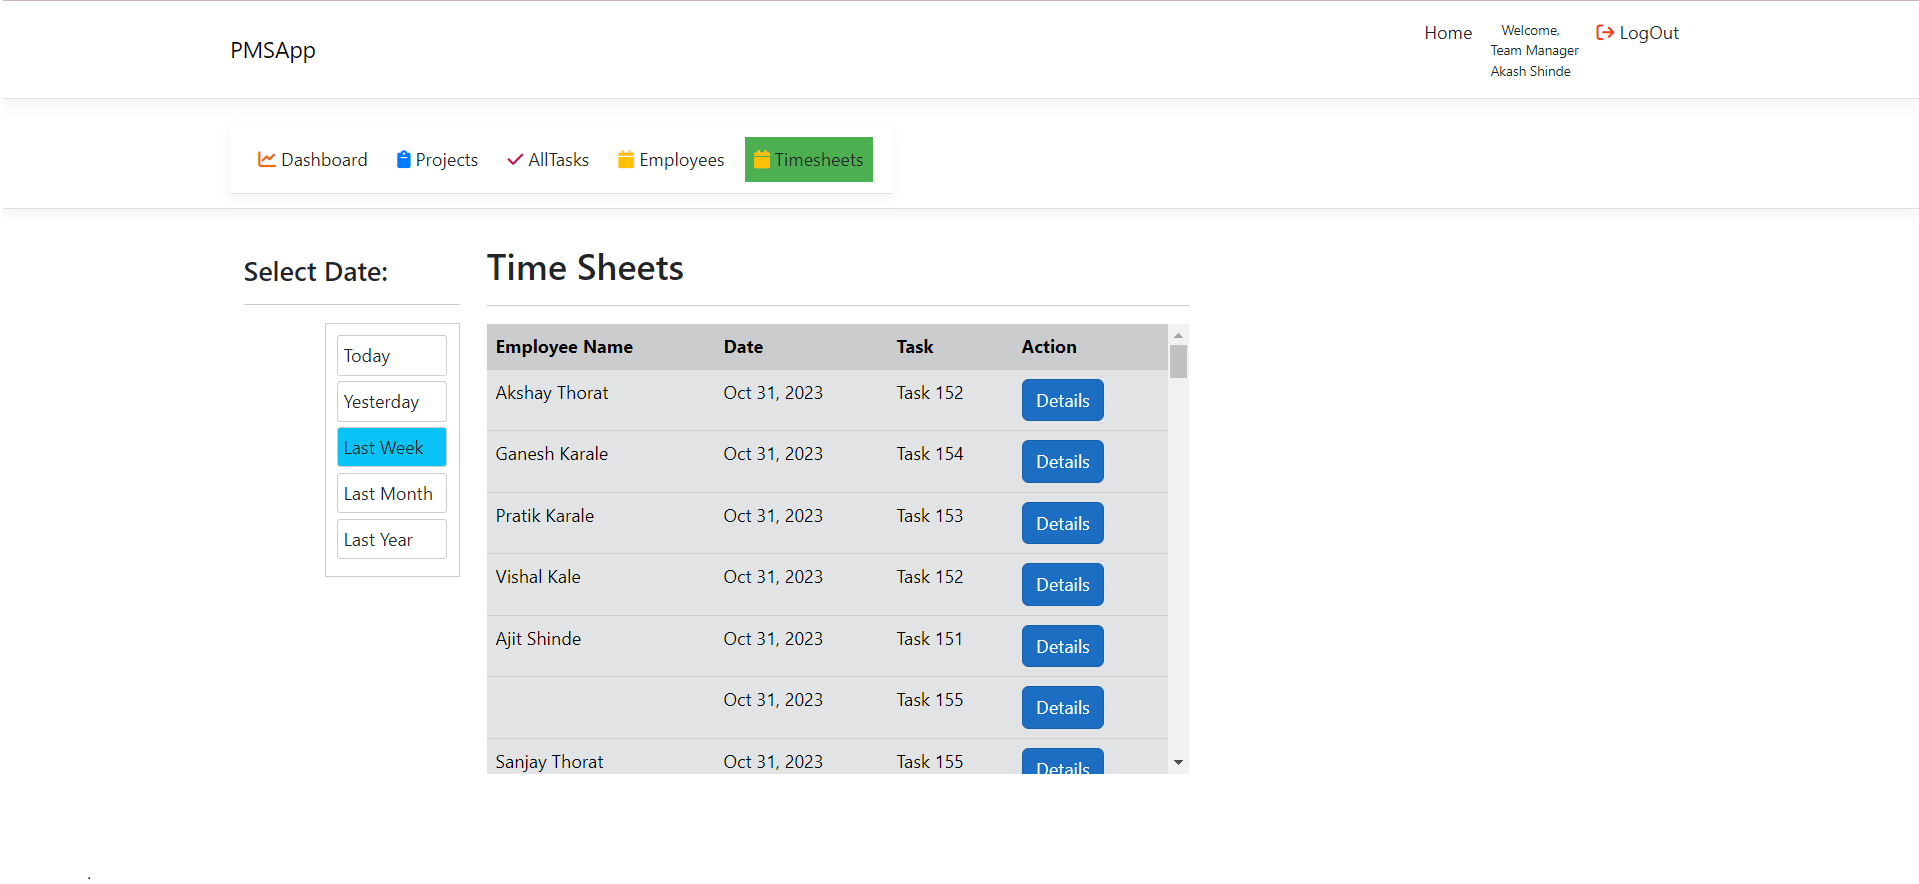 PMSApp
Home
Welcome,
Team Manager
Akash Shinde
LogOut
Dashboard
Projects
AllTasks
Employees
Timesheets
Select Date:
Today
Yesterday
Last Week
Last Month
Last Year
Time Sheets
Employee Name Date Task Action
Akshay Thorat Oct 31, 2023 Task 152 Details
Ganesh Karale Oct 31, 2023 Task 154 Details
Pratik Karale Oct 31, 2023 Task 153 Details
Vishal Kale Oct 31, 2023 Task 152 Details
Ajit Shinde Oct 31, 2023 Task 151 Details
Oct 31, 2023 Task 155 Details
Sanjay Thorat Oct 31, 2023 Task 155 Details